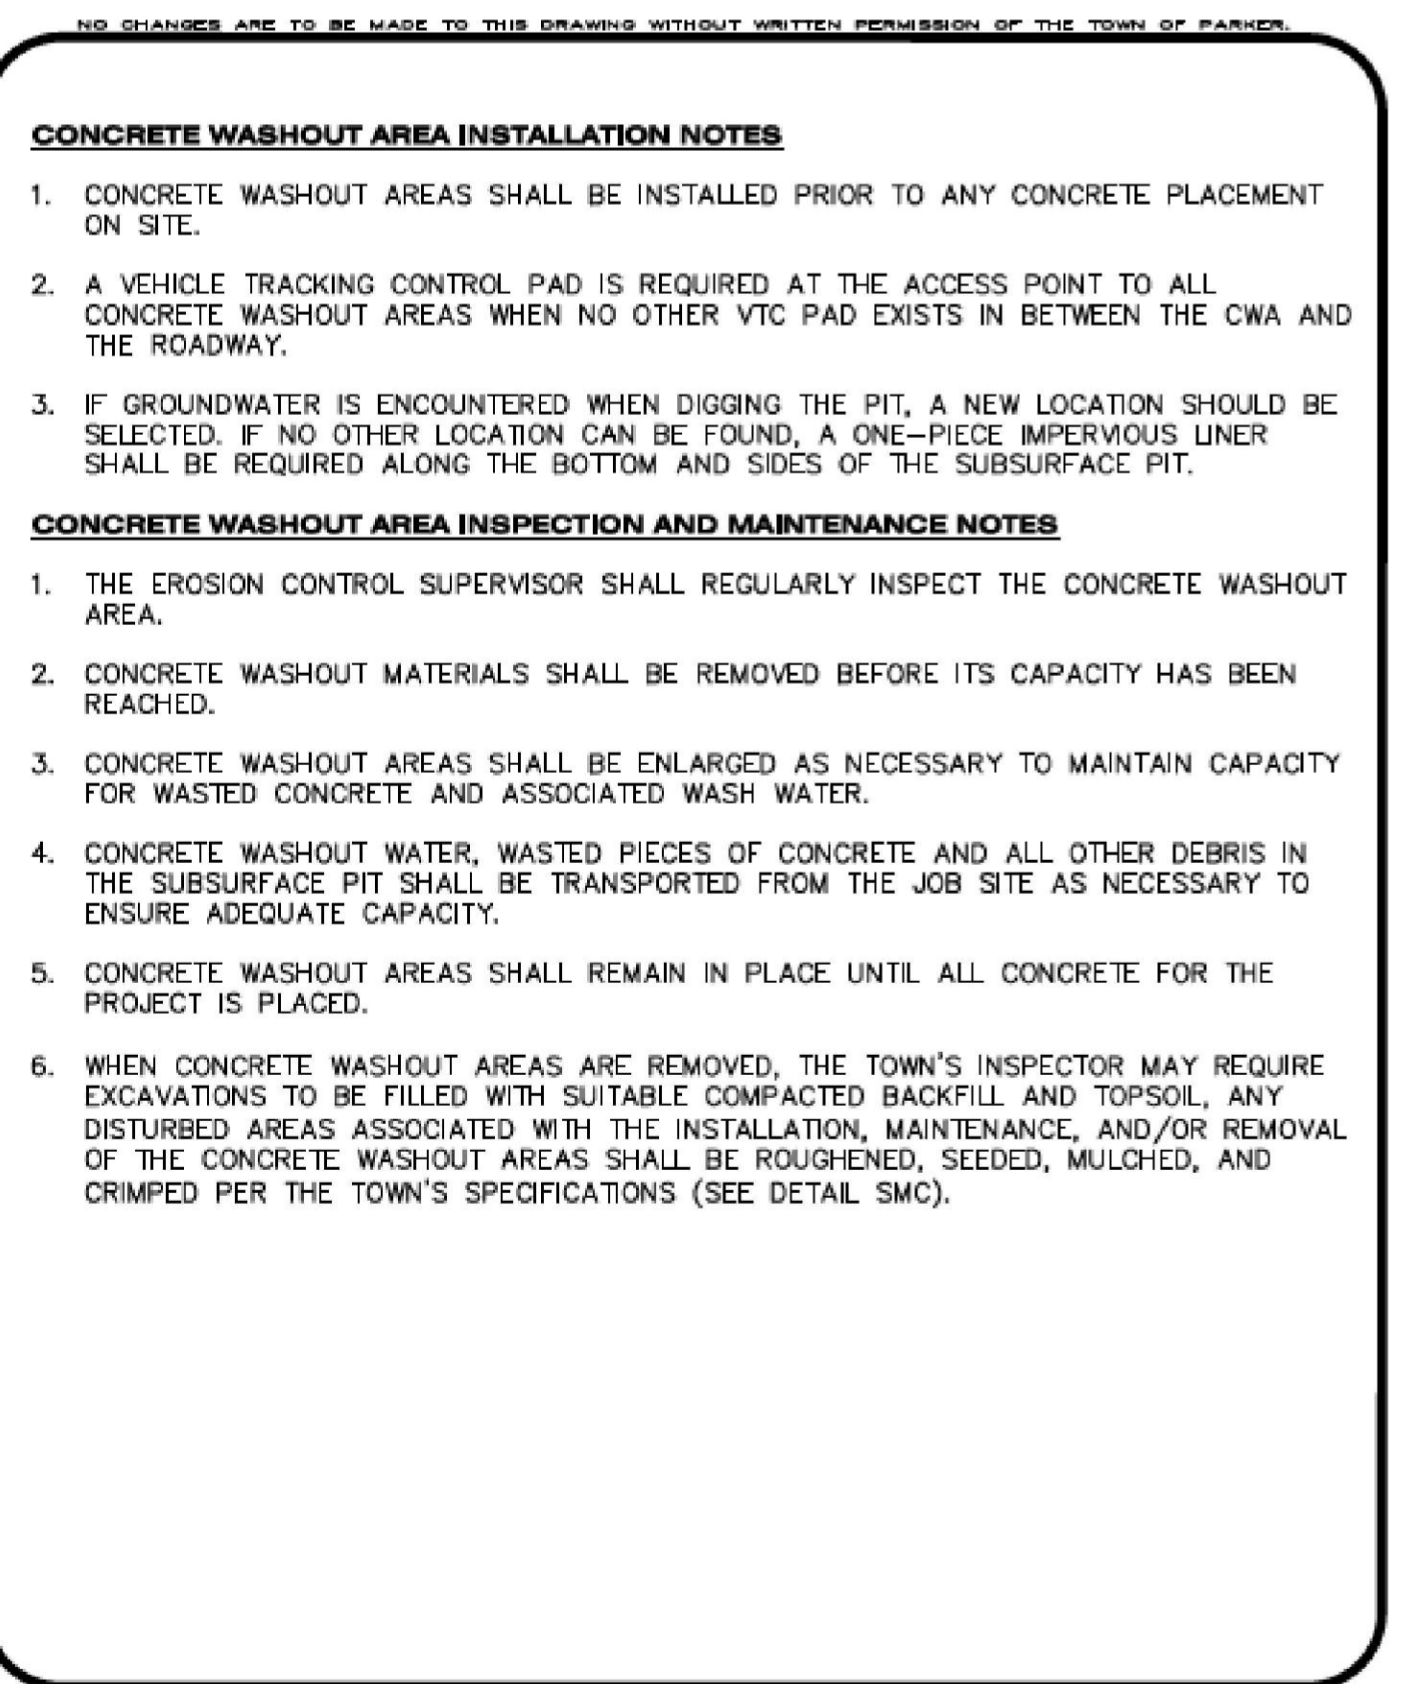 NO CHANGES ARE TO BE MADE TO THIS DRAWING WITHOUT WRITTEN PERMISSION OF THE TOWN OF PARKER.
CONCRETE WASHOUT AREA INSTALLATION NOTES
1. CONCRETE WASHOUT AREAS SHALL BE INSTALLED PRIOR TO ANY CONCRETE PLACEMENT
ON SITE.
2. A VEHICLE TRACKING CONTROL PAD IS REQUIRED AT THE ACCESS POINT TO ALL
CONCRETE WASHOUT AREAS WHEN NO OTHER VTC PAD EXISTS IN BETWEEN THE CWA AND
THE ROADWAY.
3. IF GROUNDWATER IS ENCOUNTERED WHEN DIGGING THE PIT, A NEW LOCATION SHOULD BE
SELECTED. IF NO OTHER LOCATION CAN BE FOUND, A ONE-PIECE IMPERVIOUS LINER
SHALL BE REQUIRED ALONG THE BOTTOM AND SIDES OF THE SUBSURFACE PIT.
CONCRETE WASHOUT AREA INSPECTION AND MAINTENANCE NOTES
1. THE EROSION CONTROL SUPERVISOR SHALL REGULARLY INSPECT THE CONCRETE WASHOUT
AREA.
2. CONCRETE WASHOUT MATERIALS SHALL BE REMOVED BEFORE ITS CAPACITY HAS BEEN
REACHED.
3. CONCRETE WASHOUT AREAS SHALL BE ENLARGED AS NECESSARY TO MAINTAIN CAPACITY
FOR WASTED CONCRETE AND ASSOCIATED WASH WATER.
4. CONCRETE WASHOUT WATER, WASTED PIECES OF CONCRETE AND ALL OTHER DEBRIS IN
THE SUBSURFACE PIT SHALL BE TRANSPORTED FROM THE JOB SITE AS NECESSARY TO
ENSURE ADEQUATE CAPACITY.
5. CONCRETE WASHOUT AREAS SHALL REMAIN IN PLACE UNTIL ALL CONCRETE FOR THE
PROJECT IS PLACED.
6. WHEN CONCRETE WASHOUT AREAS ARE REMOVED, THE TOWN'S INSPECTOR MAY REQUIRE
EXCAVATIONS TO BE FILLED WITH SUITABLE COMPACTED BACKFILL AND TOPSOIL, ANY
DISTURBED AREAS ASSOCIATED WITH THE INSTALLATION, MAINTENANCE, AND/OR REMOVAL
OF THE CONCRETE WASHOUT AREAS SHALL BE ROUGHENED, SEEDED, MULCHED, AND
CRIMPED PER THE TOWN'S SPECIFICATIONS (SEE DETAIL SMC).